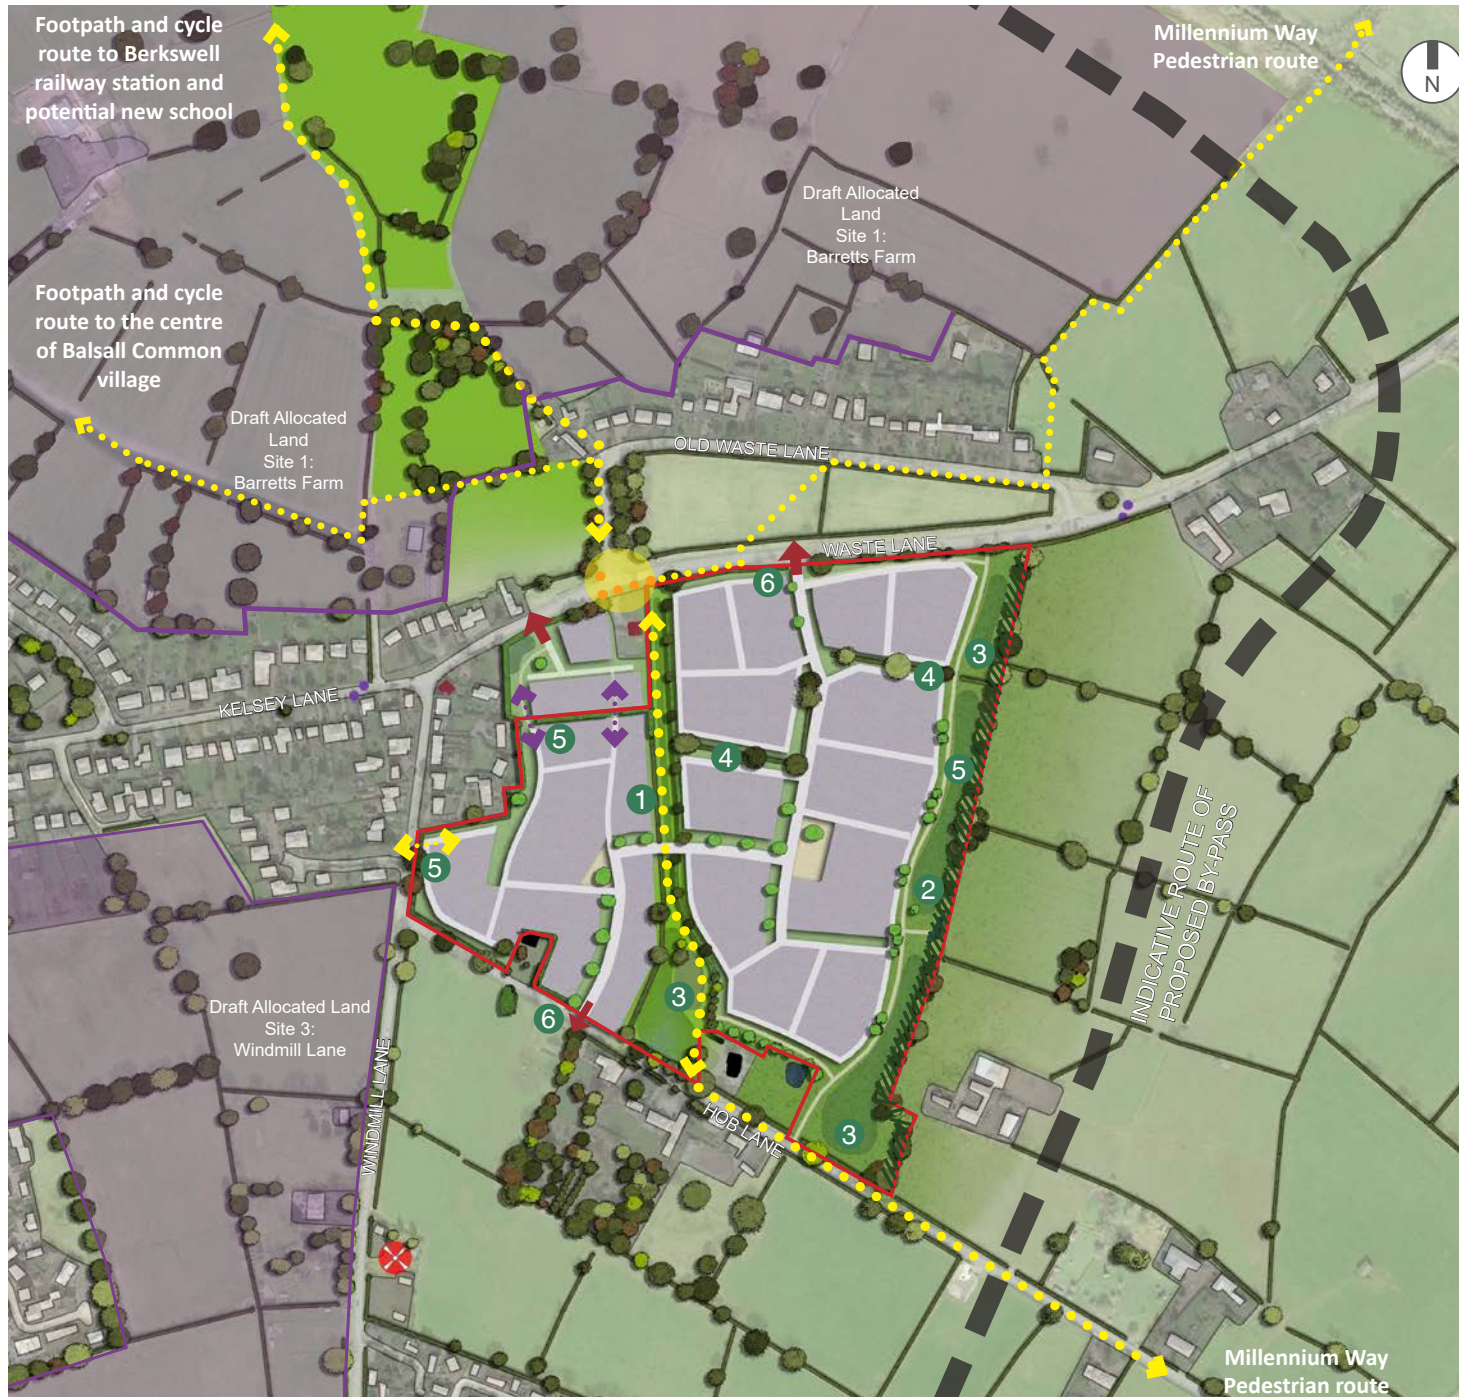 Footpath and cycle
route to Berkswell
railway station and
potential new school
Millennium Way
Pedestrian route
N
Draft Allocated
Land
Site 1:
Barretts Farm
Footpath and cycle
route to the centre
of Balsall Common
village
Draft Allocated
Land
Site 1:
Barretts Farm
OLD WASTE LANE
WASTE LANE
6
3
4
KELSEY LANE
5
4
5
1
INDICATIVE ROUTE OF
PROPOSED BY-PASS
5
2
3
6
Draft Allocated Land
Site 3:
Windmill Lane
WINDMILL LANE
HOB LANE
3
Millennium Way
Pedestrian route